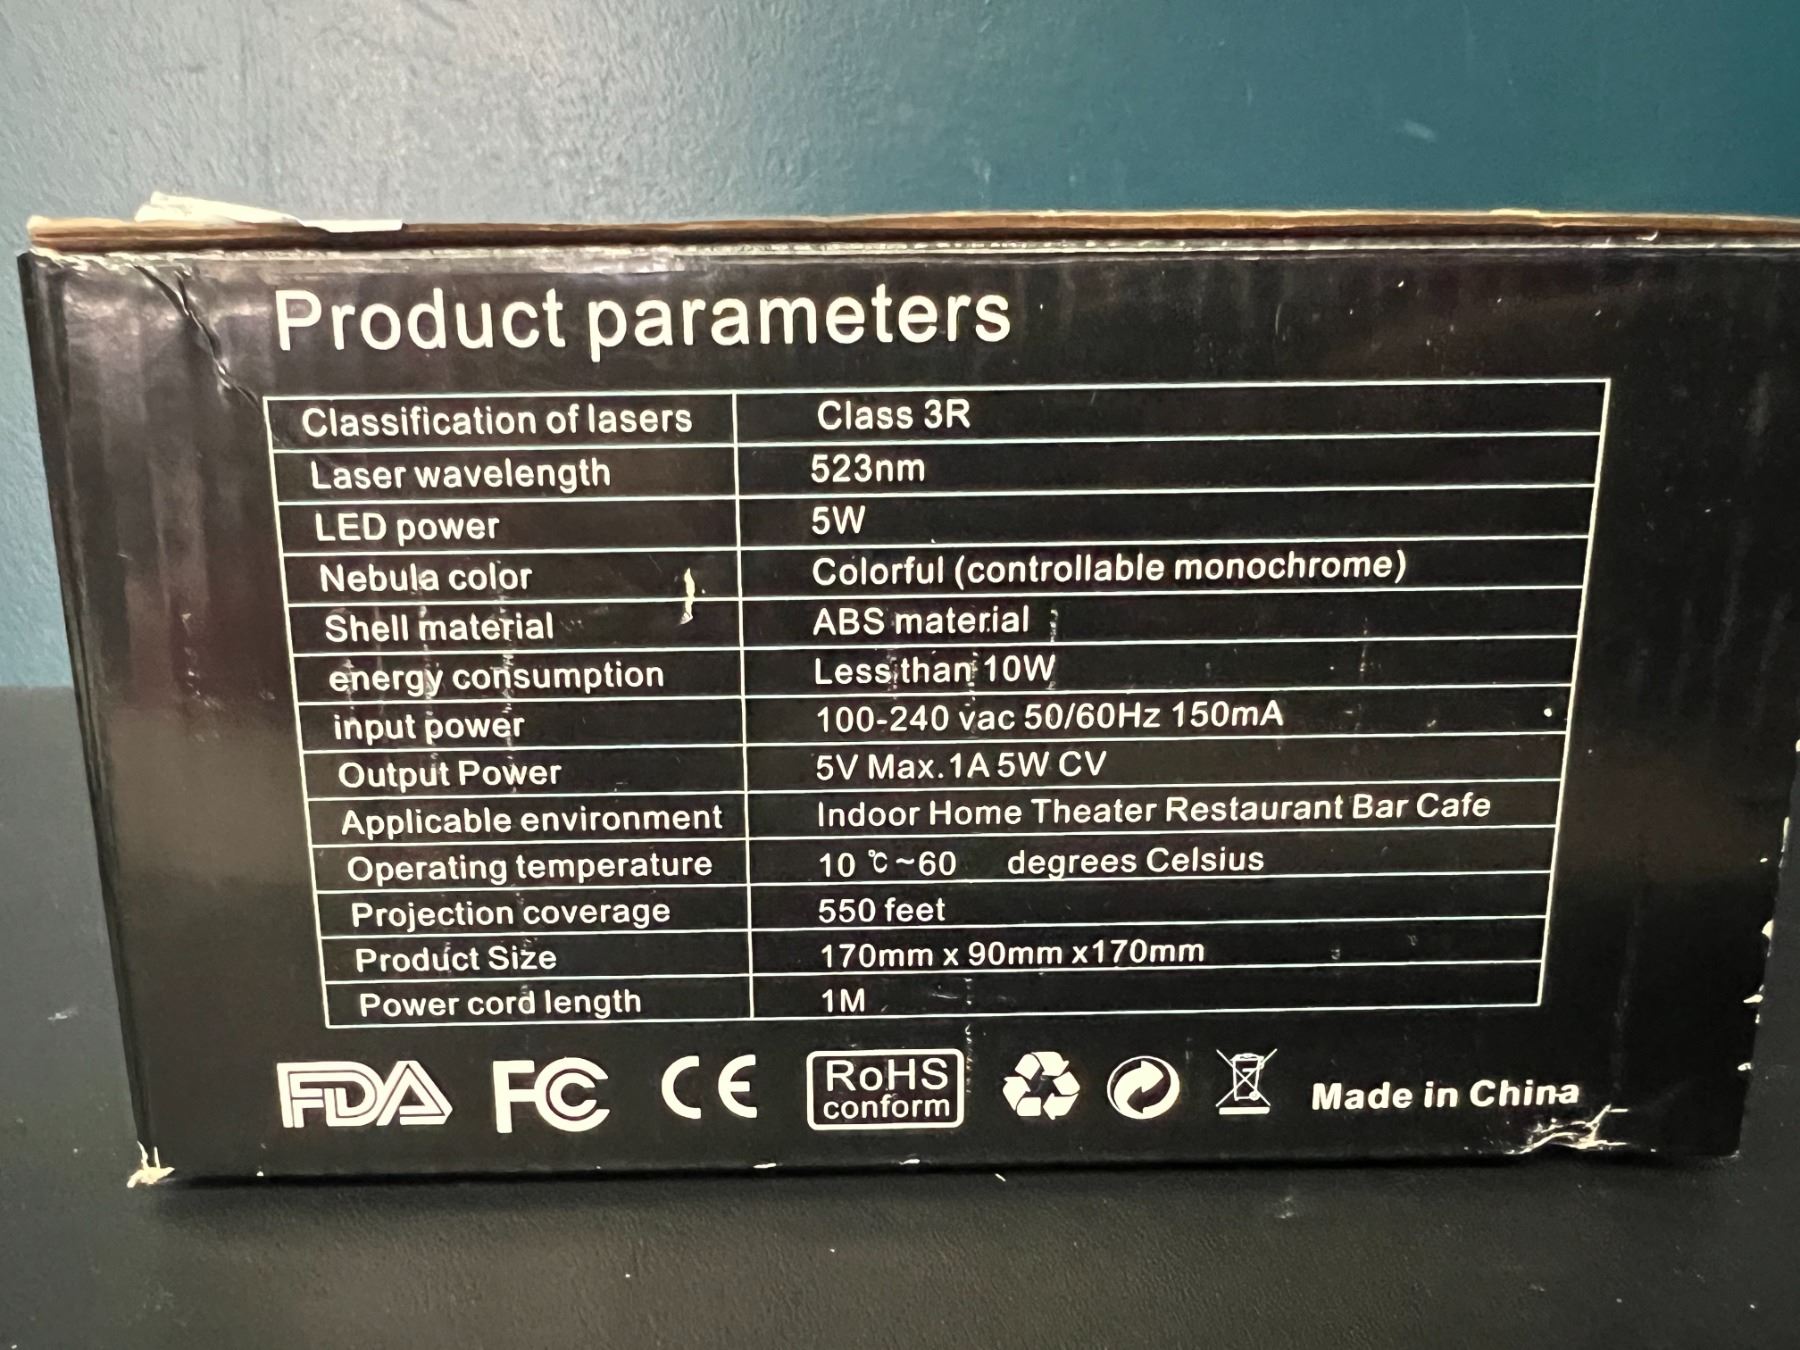 Product parameters
Classification of lasers Class 3R
Laser wavelength 523nm
LED power 5W
Nebula color Colorful (controllable monochrome)
Shell material ABS material
energy consumption Less than 10W
input power 100-240 vac 50/60Hz 150mA
Output Power 5V Max.1A 5W CV
Applicable environment Indoor Home Theater Restaurant Bar Cafe
Operating temperature 10 ℃~60 degrees Celsius
Projection coverage 550 feet
Product Size 170mm x 90mm x170mm
Power cord length 1M
FDA FC CE RoHS conform Made in China